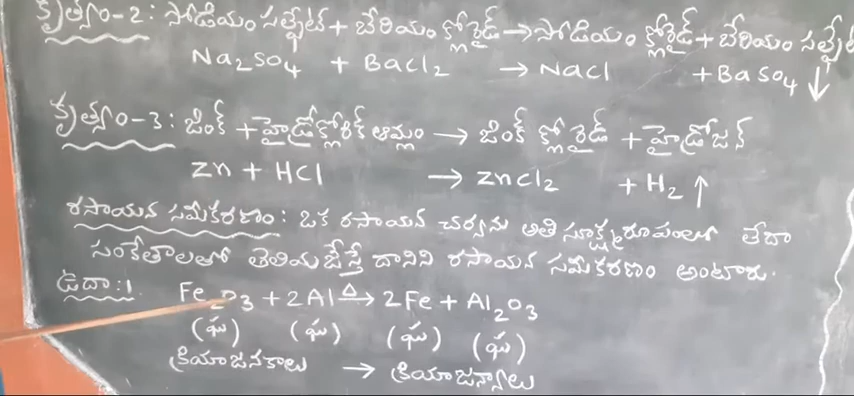 కృత్యం-2: సోడియం సల్ఫేట్ + బేరియం క్లోరైడ్ → సోడియం క్లోరైడ్ + బేరియం సల్ఫేట్
Na₂SO₄ + BaCl₂ → NaCl + BaSO₄ ↓
కృత్యం-3: జింక్ + హైడ్రోక్లోరిక్ ఆమ్లం → జింక్ క్లోరైడ్ + హైడ్రోజన్
Zn + HCl → ZnCl₂ + H₂ ↑
రసాయన సమీకరణం: ఒక రసాయన చర్యను అతి సూక్ష్మరూపంలో లేదా
సంకేతాలతో తెలియజేస్తే దానిని రసాయన సమీకరణం అంటారు.
ఉదా:1. Fe₂O₃ + 2Al △→ 2Fe + Al₂O₃
(ఘ) (ఘ) (ఘ) (ఘ)
క్రియాజనకాలు → క్రియాజన్యాలు